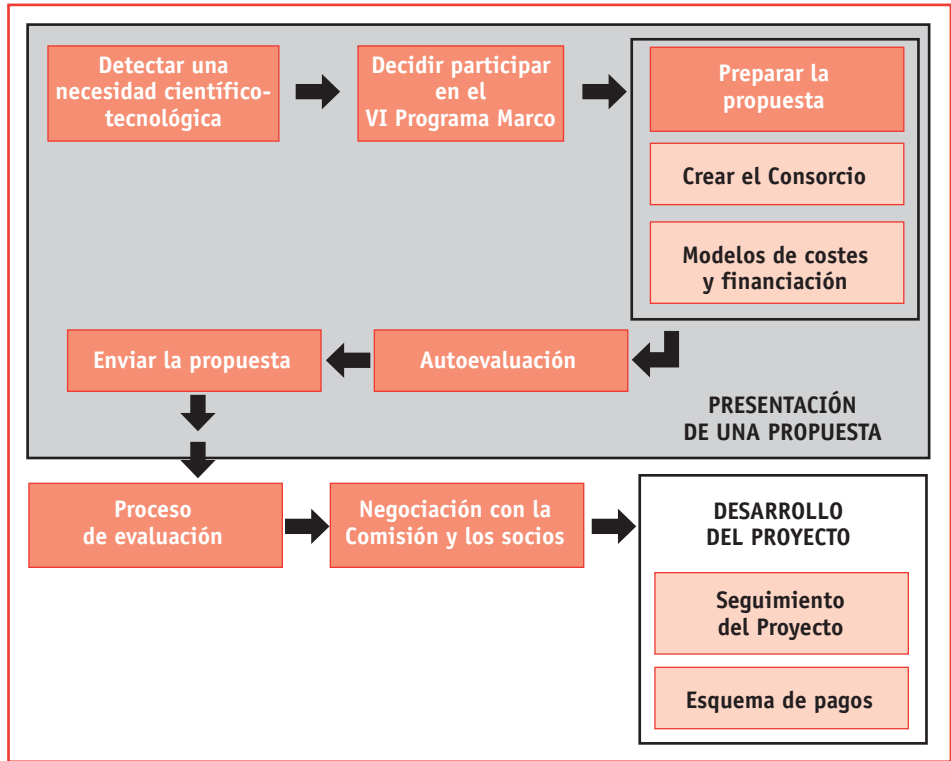 Detectar una
necesidad científico-
tecnológica
Decidir participar
en el
VI Programa Marco
Preparar la
propuesta
Crear el Consorcio
Modelos de costes
y financiación
Enviar la propuesta
Autoevaluación
PRESENTACIÓN
DE UNA PROPUESTA
Proceso
de evaluación
Negociación con la
Comisión y los socios
DESARROLLO
DEL PROYECTO
Seguimiento
del Proyecto
Esquema de pagos